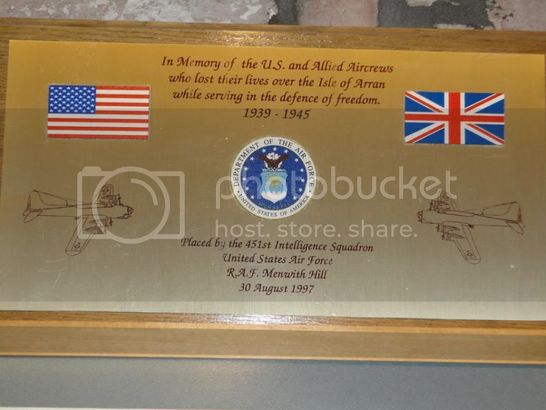 In Memory of the U.S. and Allied Aircrews
who lost their lives over the Isle of Arran
while serving in the defence of freedom.
1939 - 1945
DEPARTMENT OF THE AIR FORCE
UNITED STATES OF AMERICA
photobucket
Placed by the 451st Intelligence Squadron
United States Air Force
R.A.F. Menwith Hill
30 August 1997